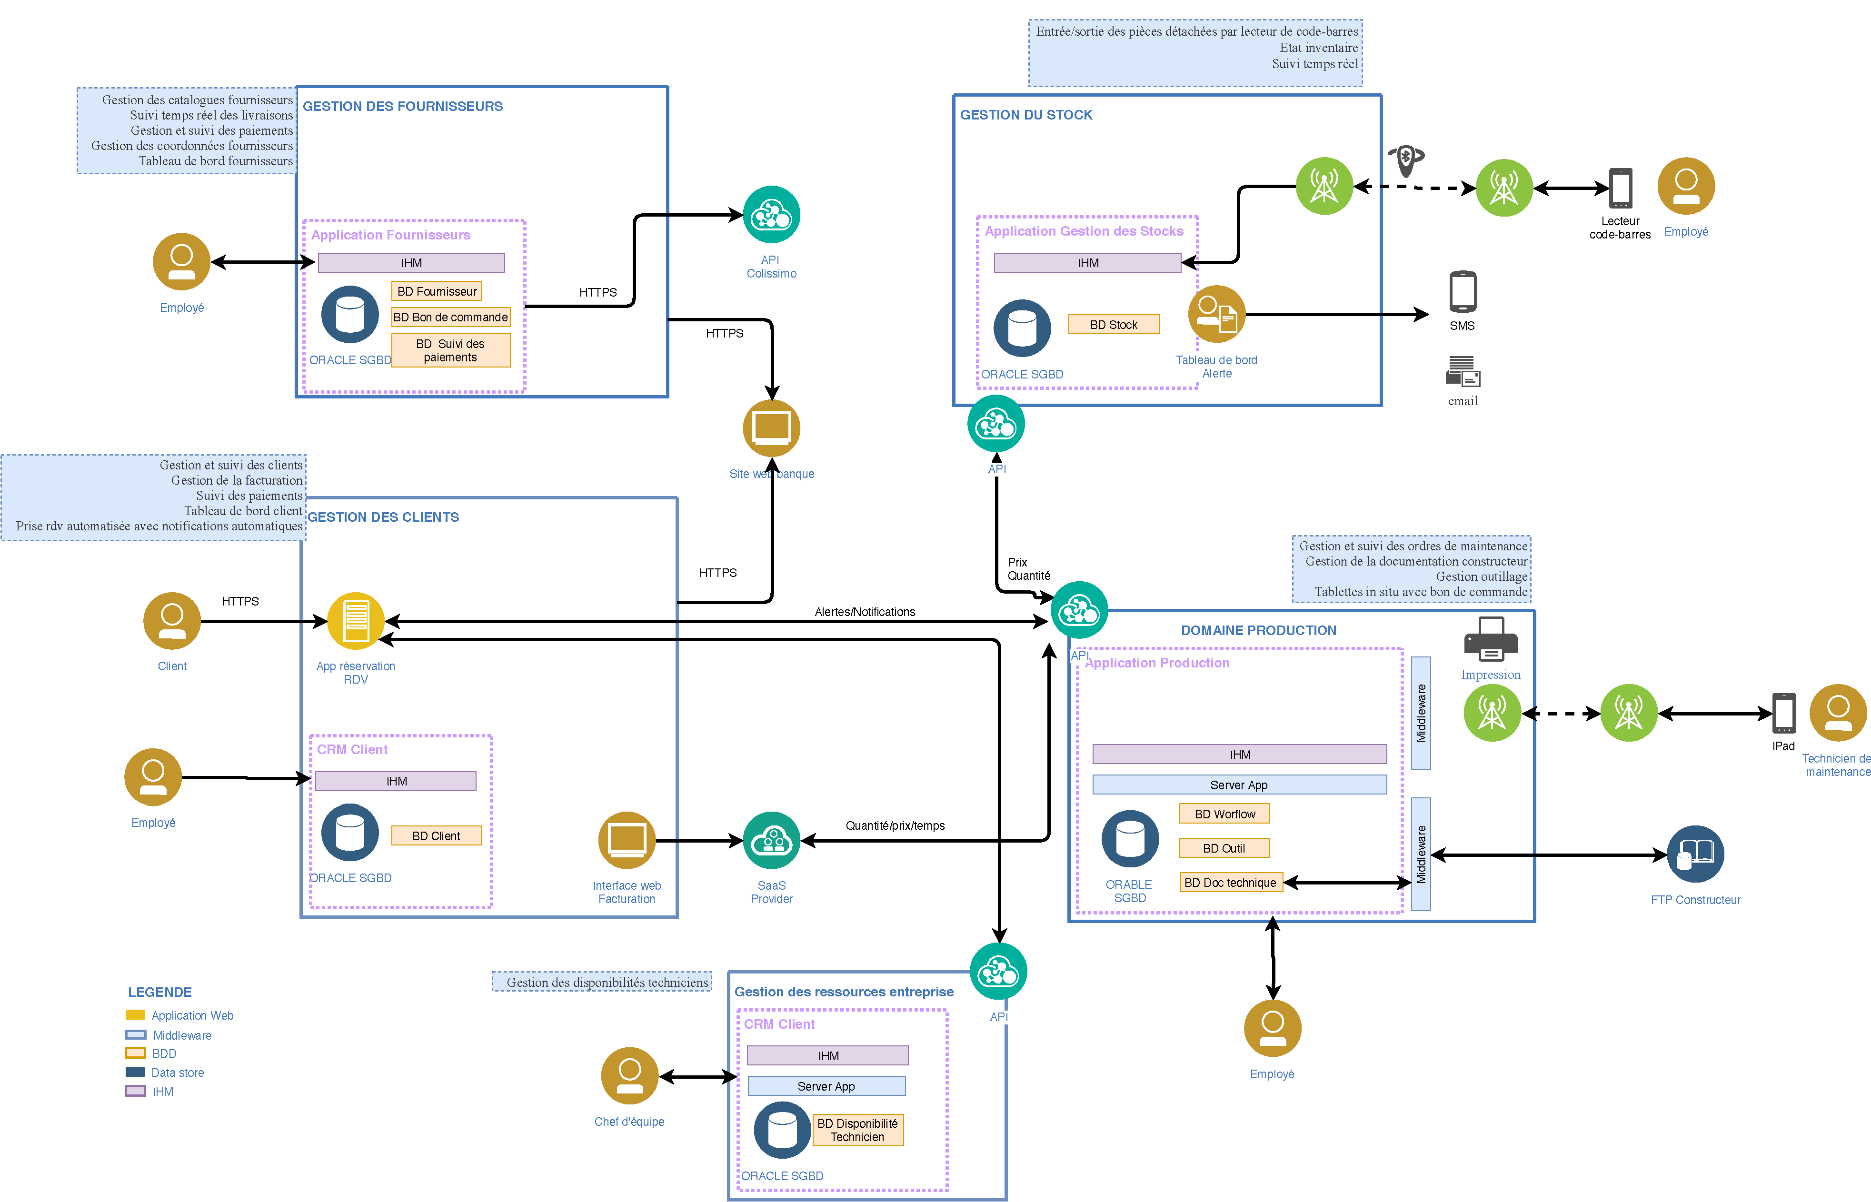 Entrée/sortie des pièces détachées par lecteur de code-barres
Etat inventaire
Suivi temps réel
Gestion des catalogues fournisseurs
Suivi temps réel des livraisons
Gestion et suivi des paiements
Gestion des coordonnées fournisseurs
Tableau de bord fournisseurs
GESTION DES FOURNISSEURS
Application Fournisseurs
IHM
BD Fournisseur
BD Bon de commande
BD Suivi des
paiements
ORACLE SGBD
Employé
HTTPS
API
Colissimo
HTTPS
Site web banque
GESTION DU STOCK
Application Gestion des Stocks
IHM
BD Stock
ORACLE SGBD
Tableau de bord
Alerte
Lecteur
code-barres
Employé
SMS
email
API
Prix
Quantité
Gestion et suivi des clients
Gestion de la facturation
Suivi des paiements
Tableau de bord client
Prise rdv automatisée avec notifications automatiques
GESTION DES CLIENTS
HTTPS
HTTPS
Client
App réservation
RDV
Alertes/Notifications
CRM Client
IHM
BD Client
ORACLE SGBD
Employé
Interface web
Facturation
SaaS
Provider
Quantité/prix/temps
Gestion et suivi des ordres de maintenance
Gestion de la documentation constructeur
Gestion outillage
Tablettes in situ avec bon de commande
DOMAINE PRODUCTION
API
Application Production
Impression
Middleware
IHM
Server App
BD Worflow
BD Outil
BD Doc technique
ORABLE
SGBD
Middleware
IPad
Technicien de
maintenance
FTP Constructeur
Employé
Gestion des disponibilités techniciens
Gestion des ressources entreprise
API
CRM Client
IHM
Server App
BD Disponibilité
Technicien
ORACLE SGBD
Chef d'équipe
LEGENDE
Application Web
Middleware
BDD
Data store
IHM